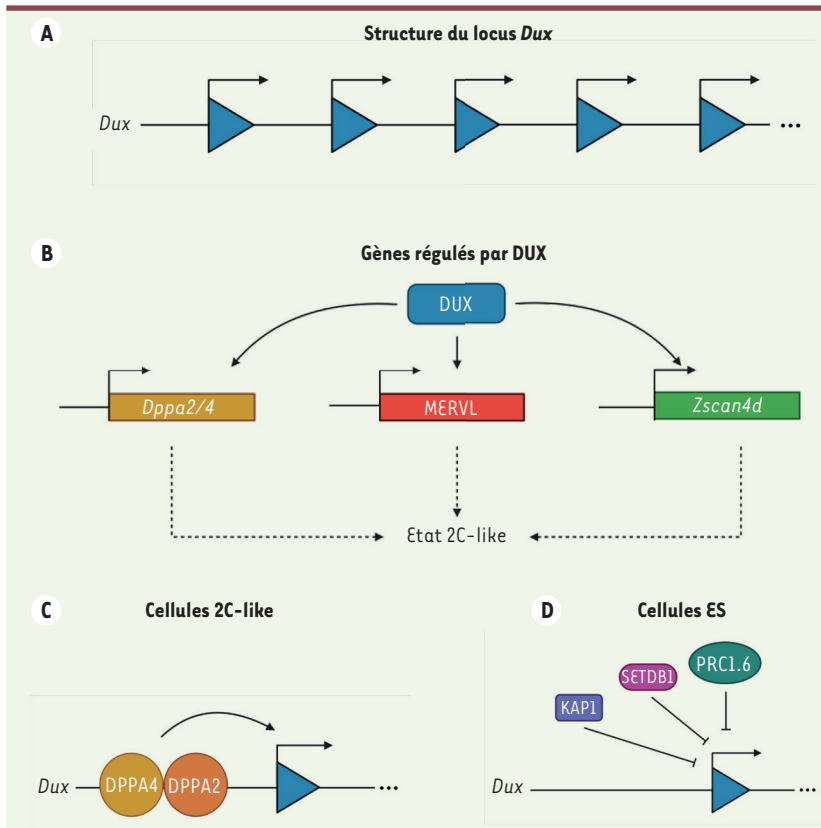 A
Structure du locus Dux
Dux
...
B
Gènes régulés par DUX
DUX
Dppa2/4
MERVL
Zscan4d
Etat 2C-like
C
Cellules 2C-like
DPPA4
DPPA2
Dux
...
D
Cellules ES
PRC1.6
SETDB1
KAP1
Dux
...